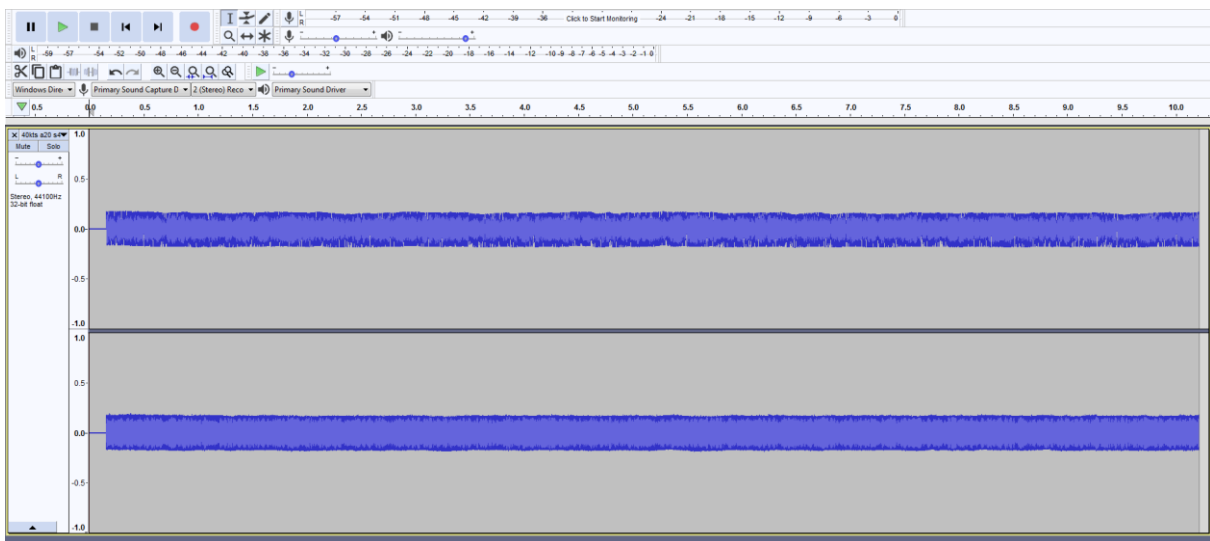 L R -57 -54 -51 -48 -45 -42 -39 -36 Click to Start Monitoring -24 -21 -18 -15 -12 -9 -6 -3 0
L R -59 -57 -54 -52 -50 -48 -46 -44 -42 -40 -38 -36 -34 -32 -30 -28 -26 -24 -22 -20 -18 -16 -14 -12 -10 -9 -8 -7 -6 -5 -4 -3 -2 -1 0
Windows Dire Primary Sound Capture D 2 (Stereo) Reco Primary Sound Driver
0.5 0.0 0.5 1.0 1.5 2.0 2.5 3.0 3.5 4.0 4.5 5.0 5.5 6.0 6.5 7.0 7.5 8.0 8.5 9.0 9.5 10.0
40kts a20 s4 1.0
Mute Solo
- +
L R 0.5
Stereo, 44100Hz
32-bit float
0.0
-0.5
-1.0
1.0
0.5
0.0
-0.5
-1.0